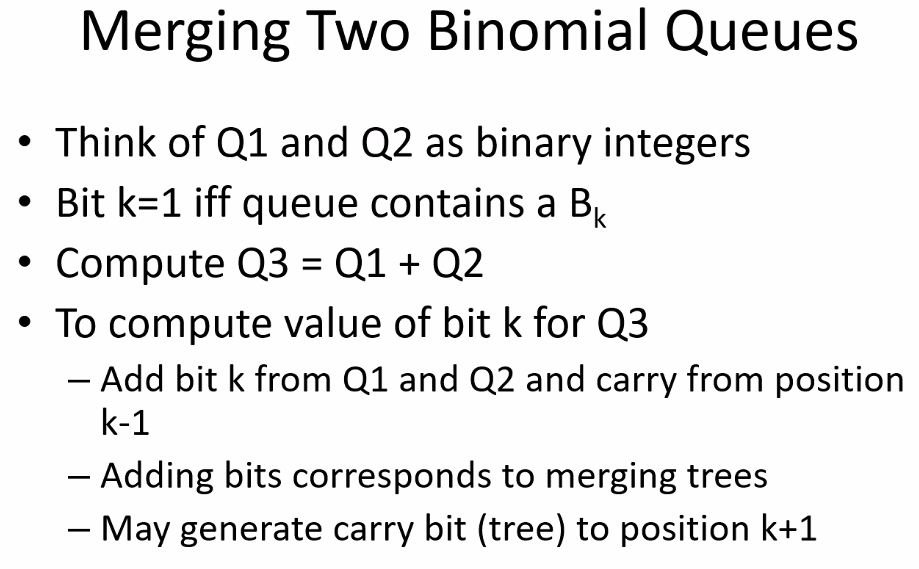 Merging Two Binomial Queues
• Think of Q1 and Q2 as binary integers
• Bit k=1 iff queue contains a Bk
• Compute Q3 = Q1 + Q2
• To compute value of bit k for Q3
– Add bit k from Q1 and Q2 and carry from position
k-1
– Adding bits corresponds to merging trees
– May generate carry bit (tree) to position k+1